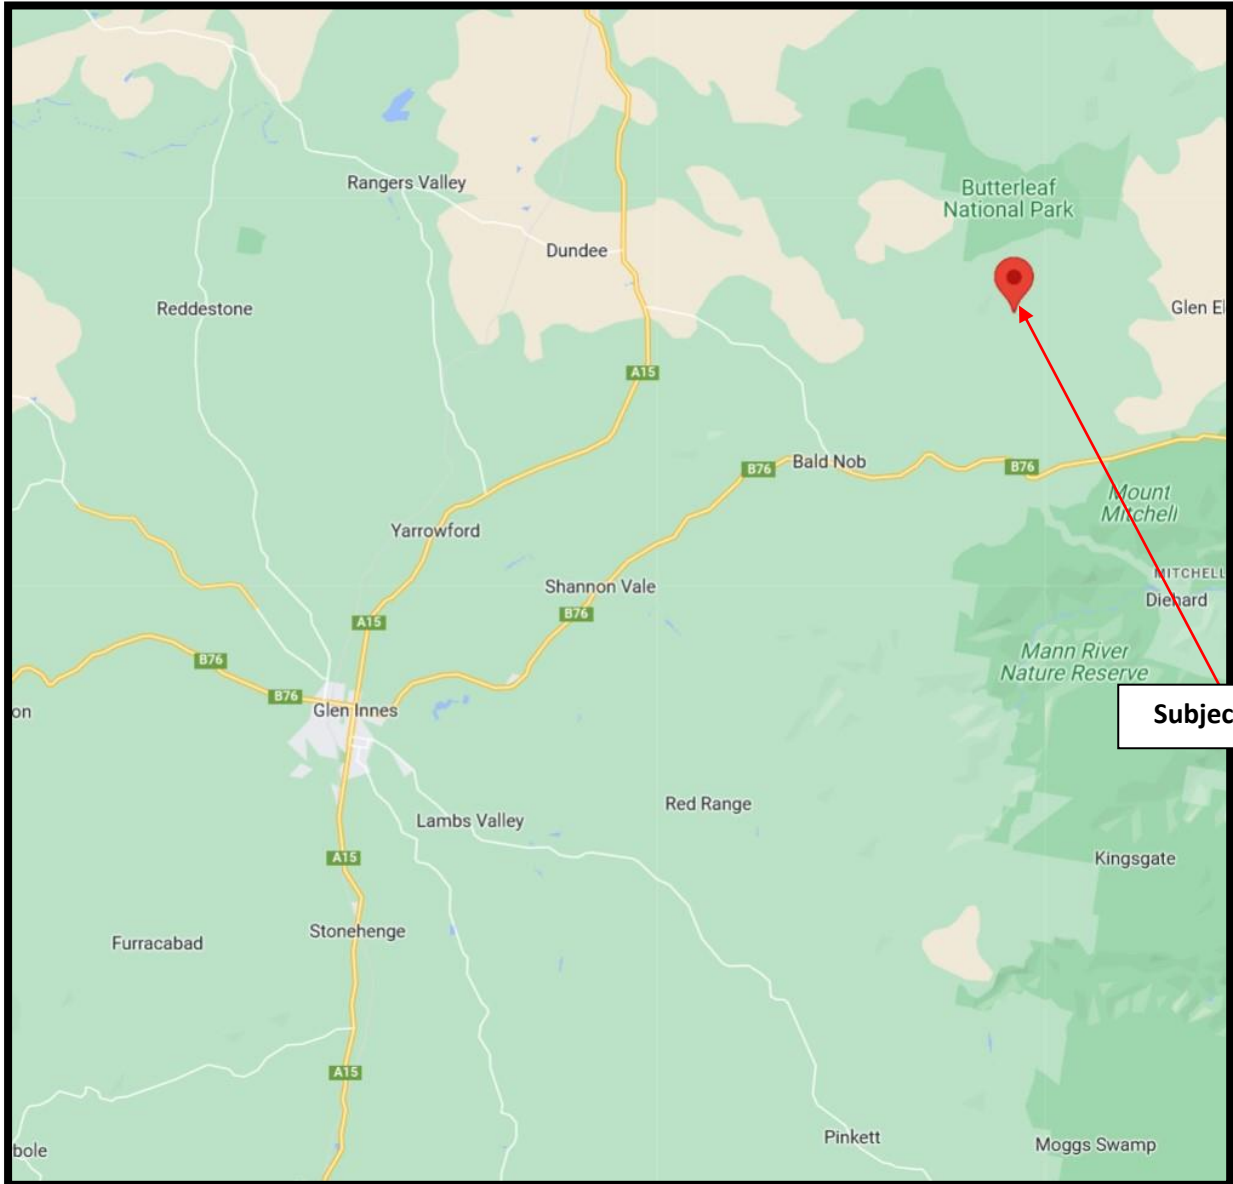 Rangers Valley
Butterleaf
National Park
Dundee
Reddestone
Glen El
A15
Bald Nob
B76
B76
Mount
Mitchell
Yarrowford
MITCHELL
Shannon Vale
Diehard
B76
A15
Mann River
Nature Reserve
B76
B76
Glen Innes
on
Subjec
Red Range
Lambs Valley
A15
Kingsgate
Stonehenge
Furracabad
A15
Pinkett
Moggs Swamp
bole